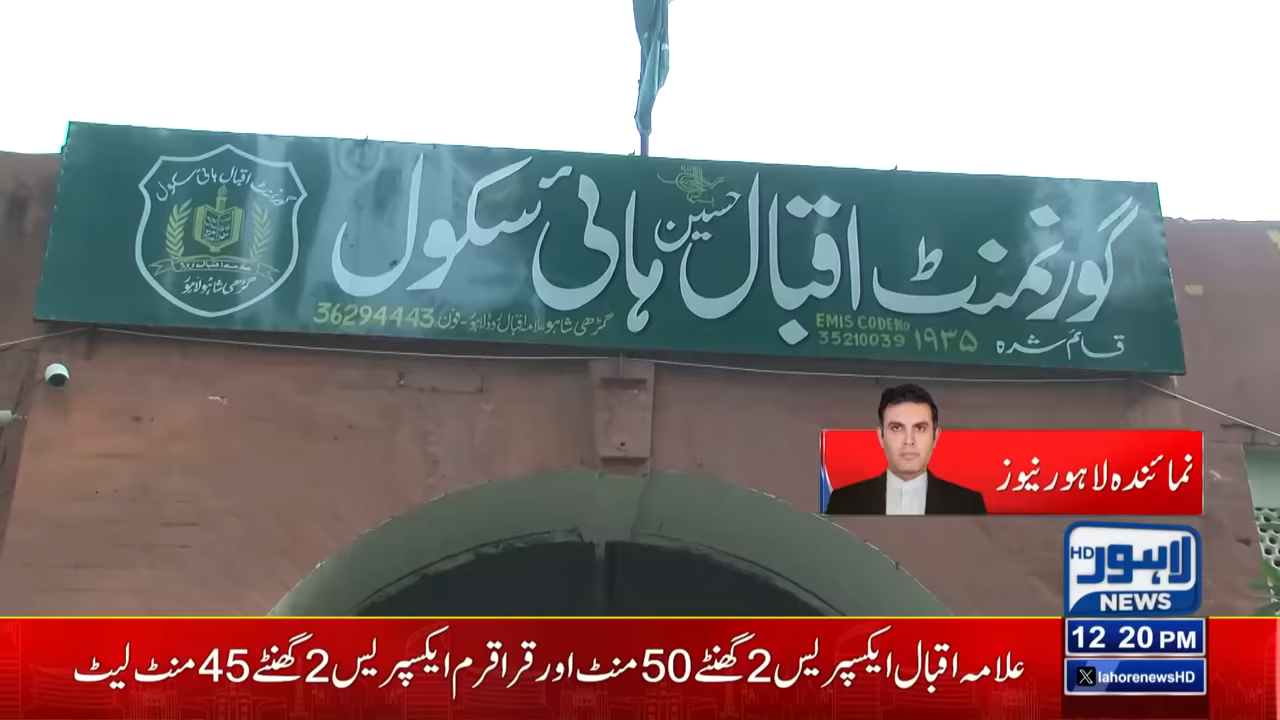 گورنمنٹ اقبال حسین ہائی سکول
گورنمنٹ اقبال ہائی سکول
گڑھی شاہو لاہور
قائم شدہ ۱۹۳۵
EMIS CODE No
35210039
گڑھی شاہو علامہ اقبال روڈ لاہور - فون: 36294443
نمائندہ لاہور نیوز
لاہور HD
NEWS
12 20 PM
lahorenewsHD
علامہ اقبال ایکسپریس 2 گھنٹے 50 منٹ اور قراقرم ایکسپریس 2 گھنٹے 45 منٹ لیٹ